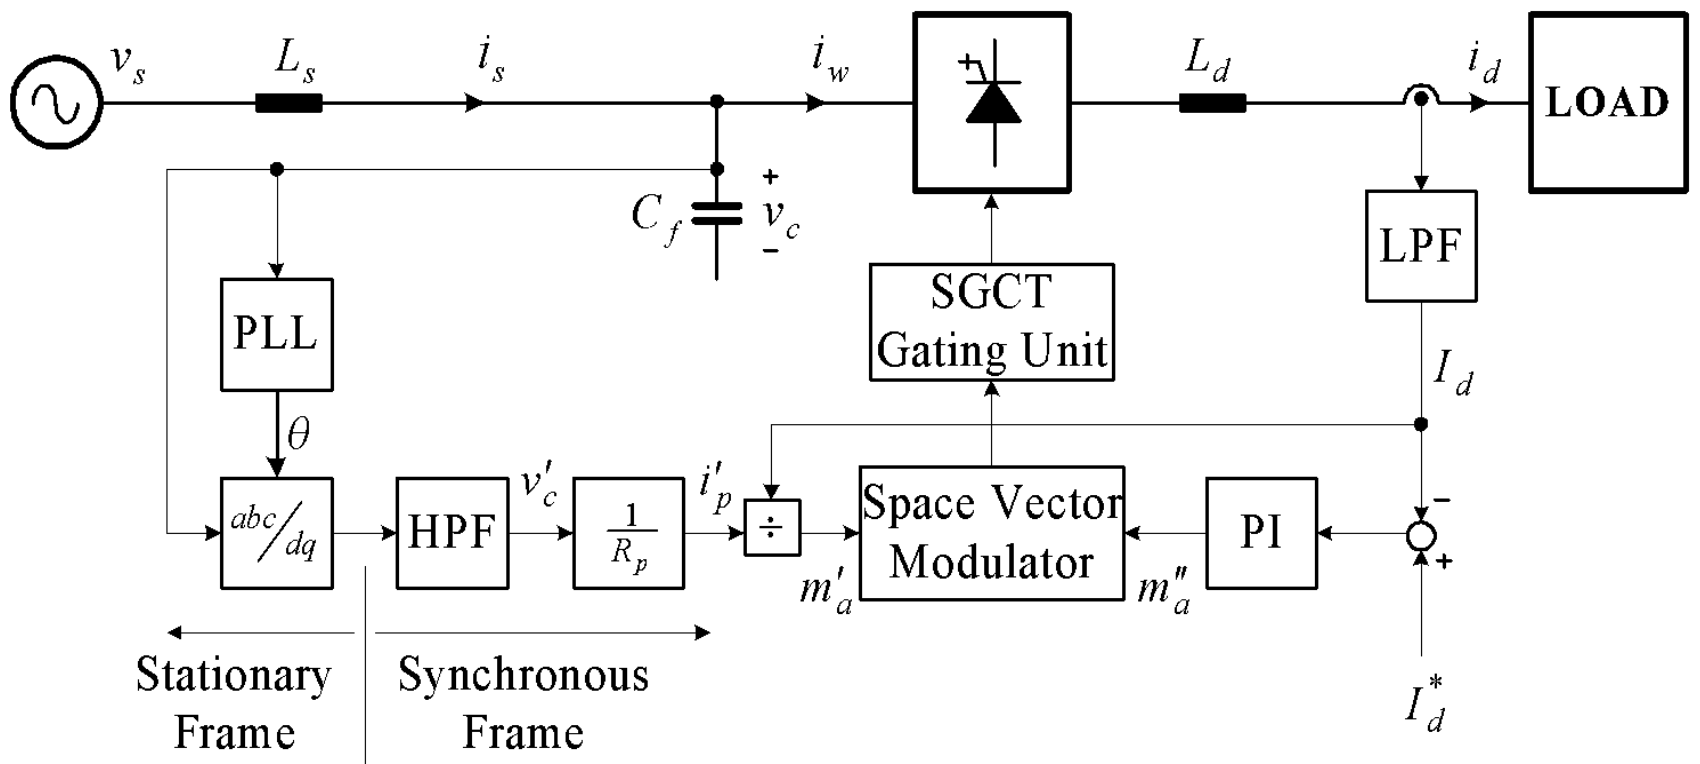 v_s
L_s
i_s
i_w
L_d
i_d
LOAD
C_f
+
v_c
−
LPF
SGCT
Gating Unit
PLL
I_d
θ
abc/dq
HPF
v'_c
1/R_p
i'_p
÷
m'_a
Space Vector
Modulator
m''_a
PI
−
+
Stationary
Frame
Synchronous
Frame
I*_d